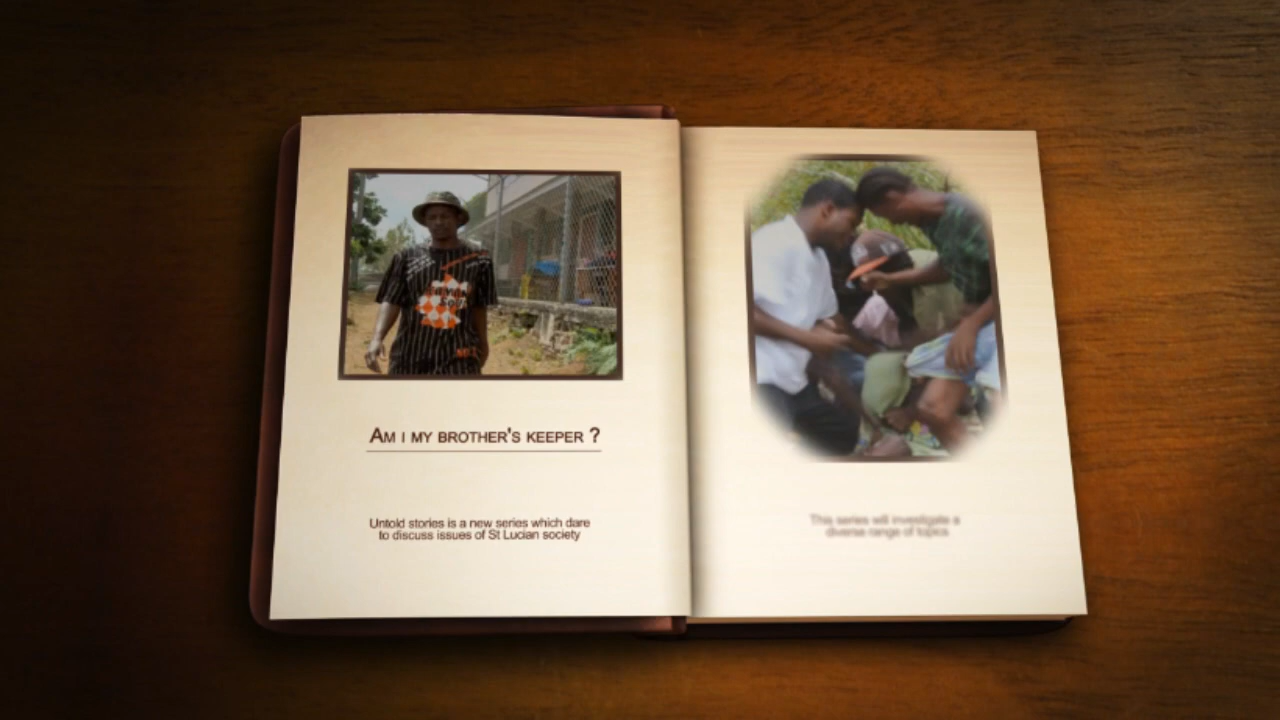 AM I MY BROTHER'S KEEPER ?
Untold stories is a new series which dare
to discuss issues of St Lucian society
This series will investigate a
diverse range of topics